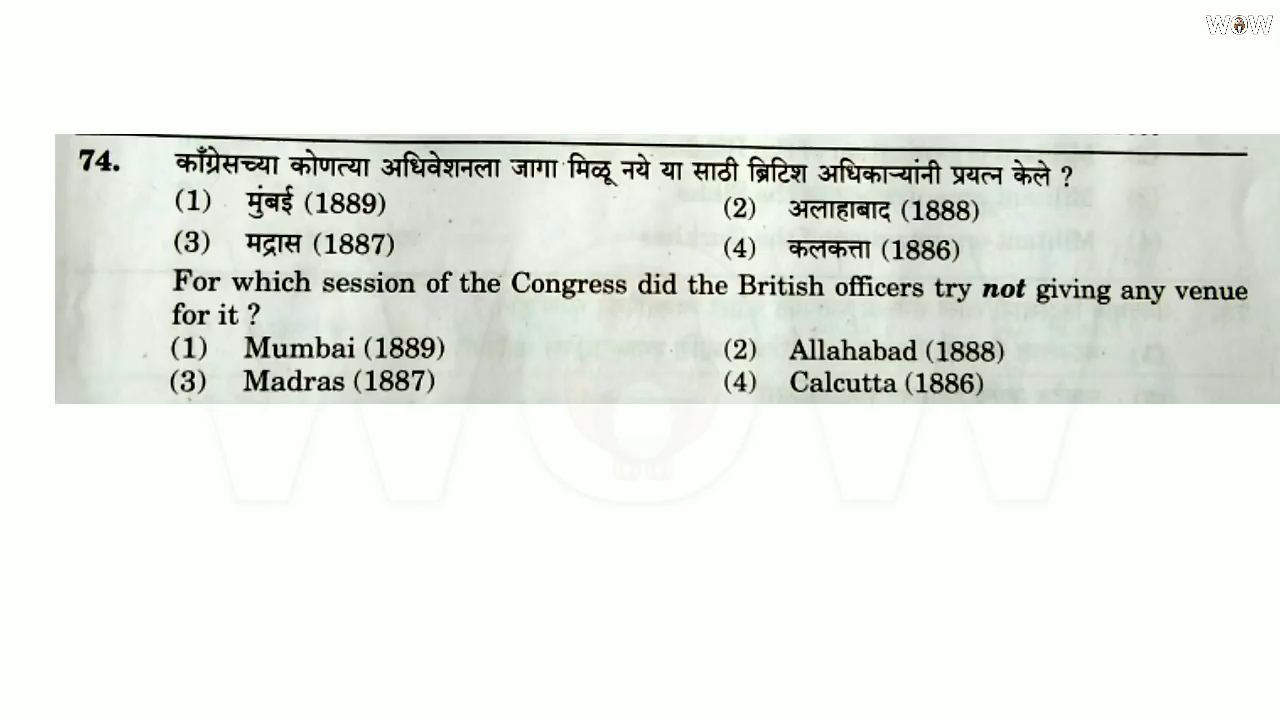 WOW
74. काँग्रेसच्या कोणत्या अधिवेशनला जागा मिळू नये या साठी ब्रिटिश अधिकाऱ्यांनी प्रयत्न केले ?
(1) मुंबई (1889) (2) अलाहाबाद (1888)
(3) मद्रास (1887) (4) कलकत्ता (1886)
For which session of the Congress did the British officers try not giving any venue
for it ?
(1) Mumbai (1889) (2) Allahabad (1888)
(3) Madras (1887) (4) Calcutta (1886)
WOW